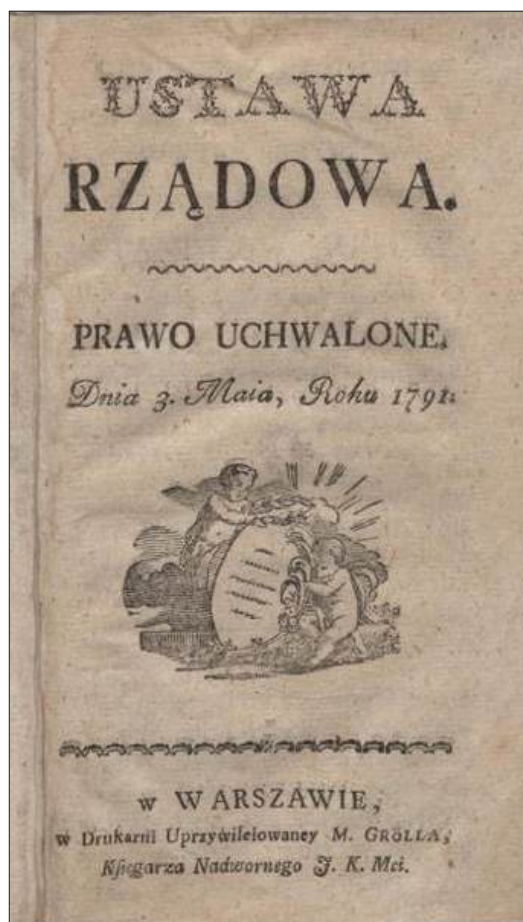 USTAWA
RZĄDOWA.
PRAWO UCHWALONE.
Dnia 3. Maia, Roku 1791.
w WARSZAWIE,
w Drukarni Uprzywileiowaney M. GRÖLLA,
Księgarza Nadwornego J. K. Mci.